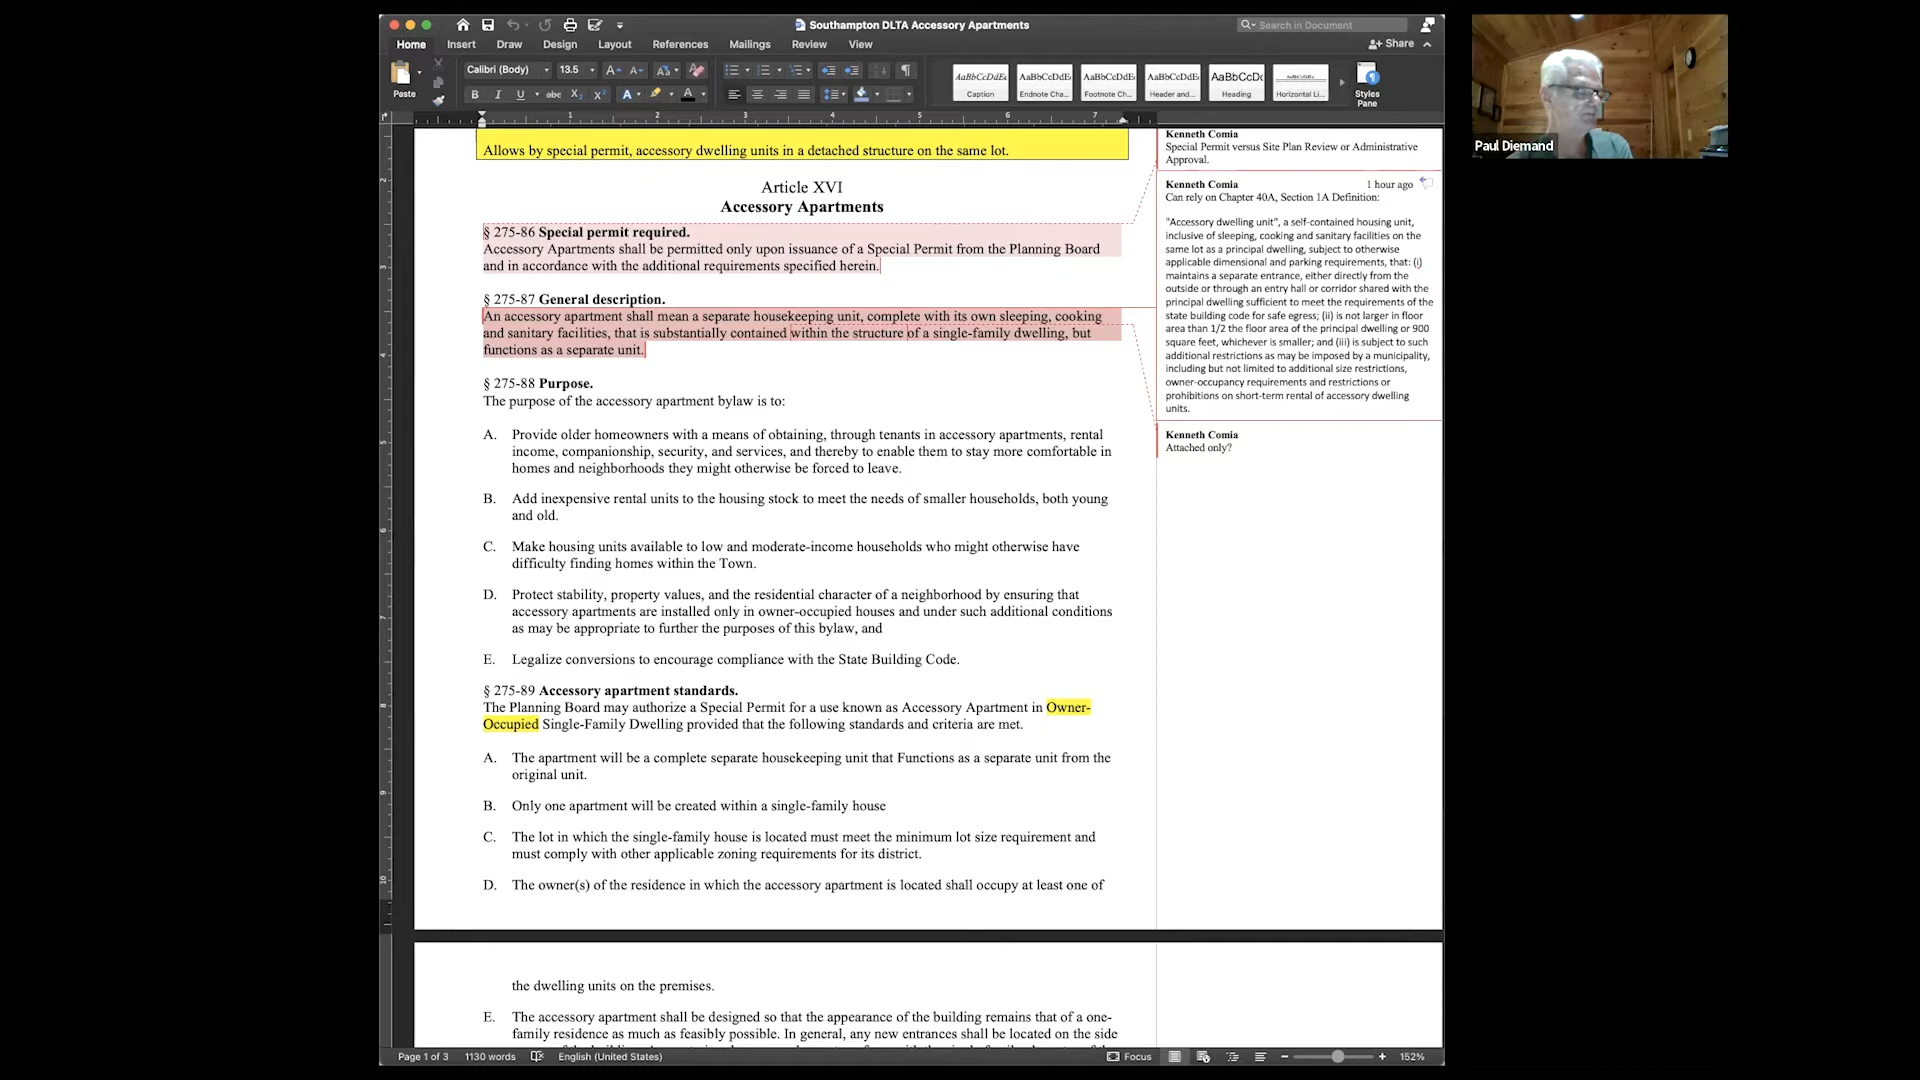 Southampton DLTA Accessory Apartments
Search in Document
Home Insert Draw Design Layout References Mailings Review View
Share
Paste
Calibri (Body) 13.5
AaBbCcDdEe AaBbCcDdE AaBbCcDdE AaBbCcDdE AaBbCcDc
Caption Endnote Cha... Footnote Ch... Header and... Heading Horizontal Li...
Styles
Pane
1 2 3 4 5 6 7
Allows by special permit, accessory dwelling units in a detached structure on the same lot.
Article XVI
Accessory Apartments
§ 275-86 Special permit required.
Accessory Apartments shall be permitted only upon issuance of a Special Permit from the Planning Board
and in accordance with the additional requirements specified herein.
§ 275-87 General description.
An accessory apartment shall mean a separate housekeeping unit, complete with its own sleeping, cooking
and sanitary facilities, that is substantially contained within the structure of a single-family dwelling, but
functions as a separate unit.
§ 275-88 Purpose.
The purpose of the accessory apartment bylaw is to:
A. Provide older homeowners with a means of obtaining, through tenants in accessory apartments, rental
income, companionship, security, and services, and thereby to enable them to stay more comfortable in
homes and neighborhoods they might otherwise be forced to leave.
B. Add inexpensive rental units to the housing stock to meet the needs of smaller households, both young
and old.
C. Make housing units available to low and moderate-income households who might otherwise have
difficulty finding homes within the Town.
D. Protect stability, property values, and the residential character of a neighborhood by ensuring that
accessory apartments are installed only in owner-occupied houses and under such additional conditions
as may be appropriate to further the purposes of this bylaw, and
E. Legalize conversions to encourage compliance with the State Building Code.
§ 275-89 Accessory apartment standards.
The Planning Board may authorize a Special Permit for a use known as Accessory Apartment in Owner-
Occupied Single-Family Dwelling provided that the following standards and criteria are met.
A. The apartment will be a complete separate housekeeping unit that Functions as a separate unit from the
original unit.
B. Only one apartment will be created within a single-family house
C. The lot in which the single-family house is located must meet the minimum lot size requirement and
must comply with other applicable zoning requirements for its district.
D. The owner(s) of the residence in which the accessory apartment is located shall occupy at least one of
the dwelling units on the premises.
E. The accessory apartment shall be designed so that the appearance of the building remains that of a one-
family residence as much as feasibly possible. In general, any new entrances shall be located on the side
Kenneth Comia
Special Permit versus Site Plan Review or Administrative
Approval.
Kenneth Comia 1 hour ago
Can rely on Chapter 40A, Section 1A Definition:
"Accessory dwelling unit", a self-contained housing unit,
inclusive of sleeping, cooking and sanitary facilities on the
same lot as a principal dwelling, subject to otherwise
applicable dimensional and parking requirements, that: (i)
maintains a separate entrance, either directly from the
outside or through an entry hall or corridor shared with the
principal dwelling sufficient to meet the requirements of the
state building code for safe egress; (ii) is not larger in floor
area than 1/2 the floor area of the principal dwelling or 900
square feet, whichever is smaller; and (iii) is subject to such
additional restrictions as may be imposed by a municipality,
including but not limited to additional size restrictions,
owner-occupancy requirements and restrictions or
prohibitions on short-term rental of accessory dwelling
units.
Kenneth Comia
Attached only?
Page 1 of 3 1130 words English (United States) Focus 152%
Paul Diemand